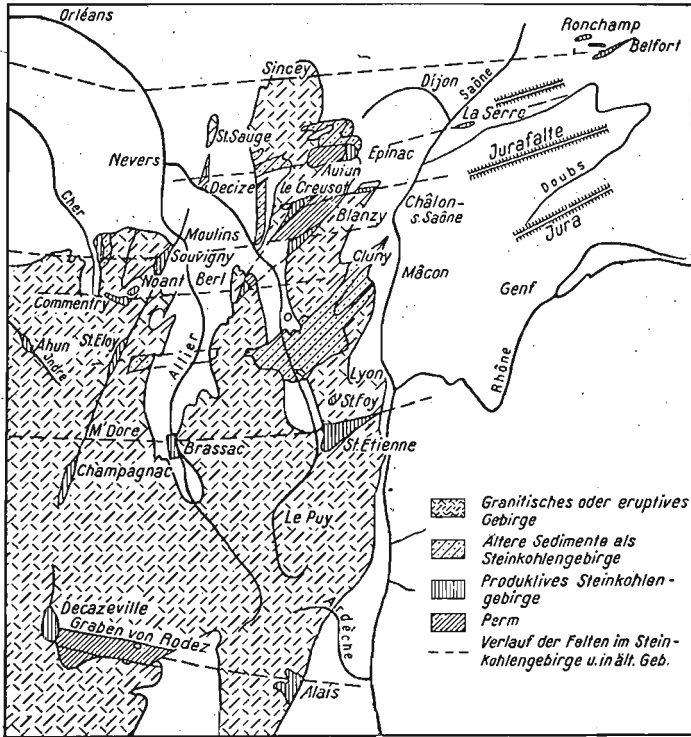 Orléans
Ronchamp
Belfort
Sincey
Dijon
Saône
La Serre
St.Sauge
Nevers
Autun
Epinac
Jurafalte
Decize
le Creusot
Doubs
Cher
Blanzy
Châlon-
s.Saône
Jura
Moulins
Souvigny
Cluny
Noant
Berl
Mâcon
Genf
Commentry
Ahun
Indre
St.Eloy
Allier
Lyon
Rhône
St.Foy
M^t Dore
Brassac
St.Etienne
Champagnac
Le Puy
Granitisches oder eruptives
Gebirge
Ältere Sedimente als
Steinkohlengebirge
Produktives Steinkohlen-
gebirge
Perm
Verlauf der Falten im Stein-
kohlengebirge u.in ält. Geb.
Decazeville
Graben von Rodez
Ardèche
Alais